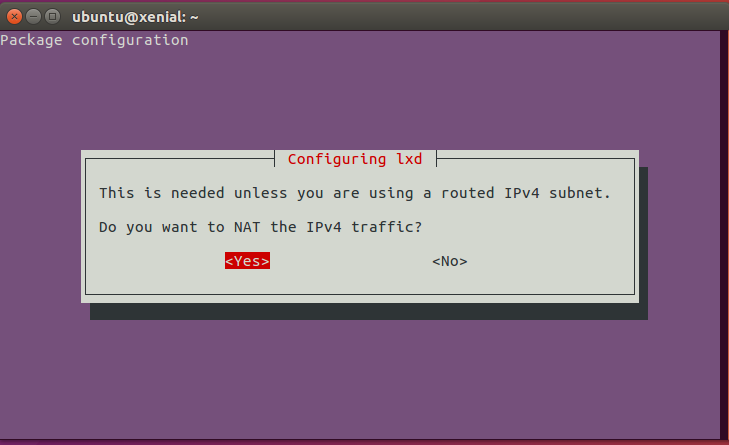 ubuntu@xenial: ~
Package configuration
Configuring lxd
This is needed unless you are using a routed IPv4 subnet.
Do you want to NAT the IPv4 traffic?
<Yes> <No>